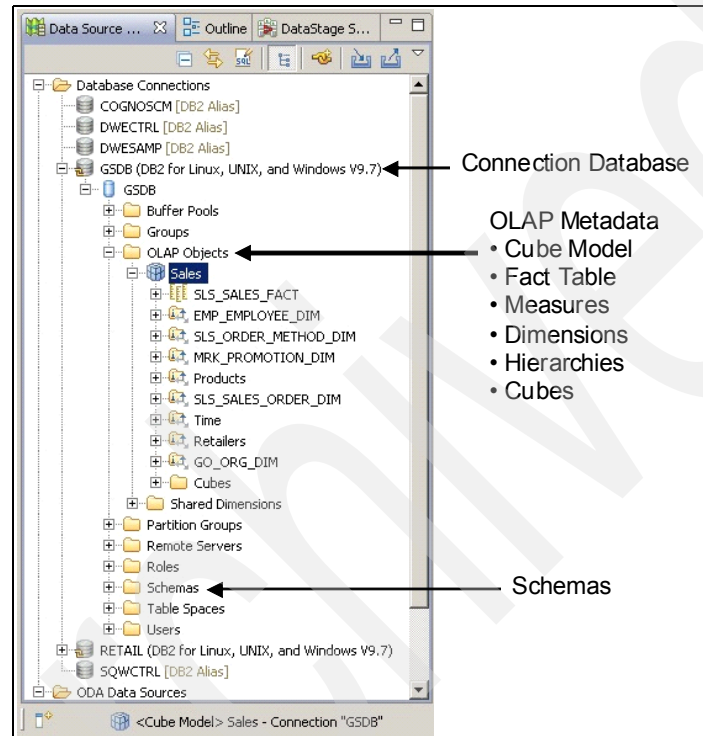 Data Source ... Outline DataStage S...
SQL
Database Connections
COGNOSCM [DB2 Alias]
DWECTRL [DB2 Alias]
DWESAMP [DB2 Alias]
GSDB (DB2 for Linux, UNIX, and Windows V9.7)
Connection Database
GSDB
Buffer Pools
Groups
OLAP Objects
OLAP Metadata
• Cube Model
• Fact Table
• Measures
• Dimensions
• Hierarchies
• Cubes
Sales
SLS_SALES_FACT
EMP_EMPLOYEE_DIM
SLS_ORDER_METHOD_DIM
MRK_PROMOTION_DIM
Products
SLS_SALES_ORDER_DIM
Time
Retailers
GO_ORG_DIM
Cubes
Shared Dimensions
Partition Groups
Remote Servers
Roles
Schemas
Schemas
Table Spaces
Users
RETAIL (DB2 for Linux, UNIX, and Windows V9.7)
SQWCTRL [DB2 Alias]
ODA Data Sources
<Cube Model> Sales - Connection "GSDB"